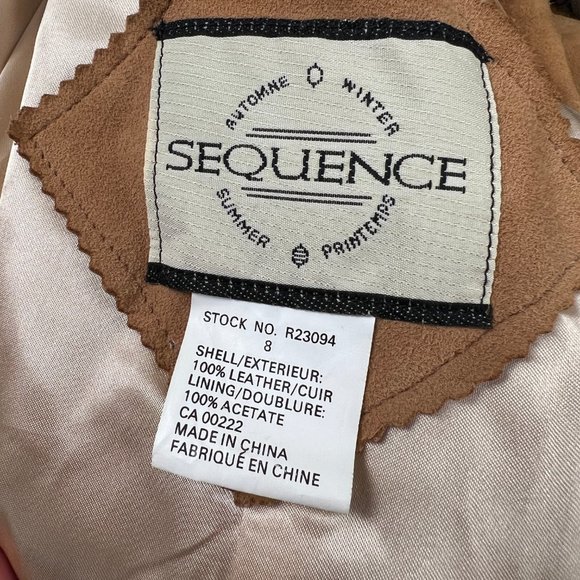 AUTOMNE WINTER
SEQUENCE
SUMMER PRINTEMPS
STOCK NO. R23094
8
SHELL/EXTERIEUR:
100% LEATHER/CUIR
LINING/DOUBLURE:
100% ACETATE
CA 00222
MADE IN CHINA
FABRIQUÉ EN CHINE